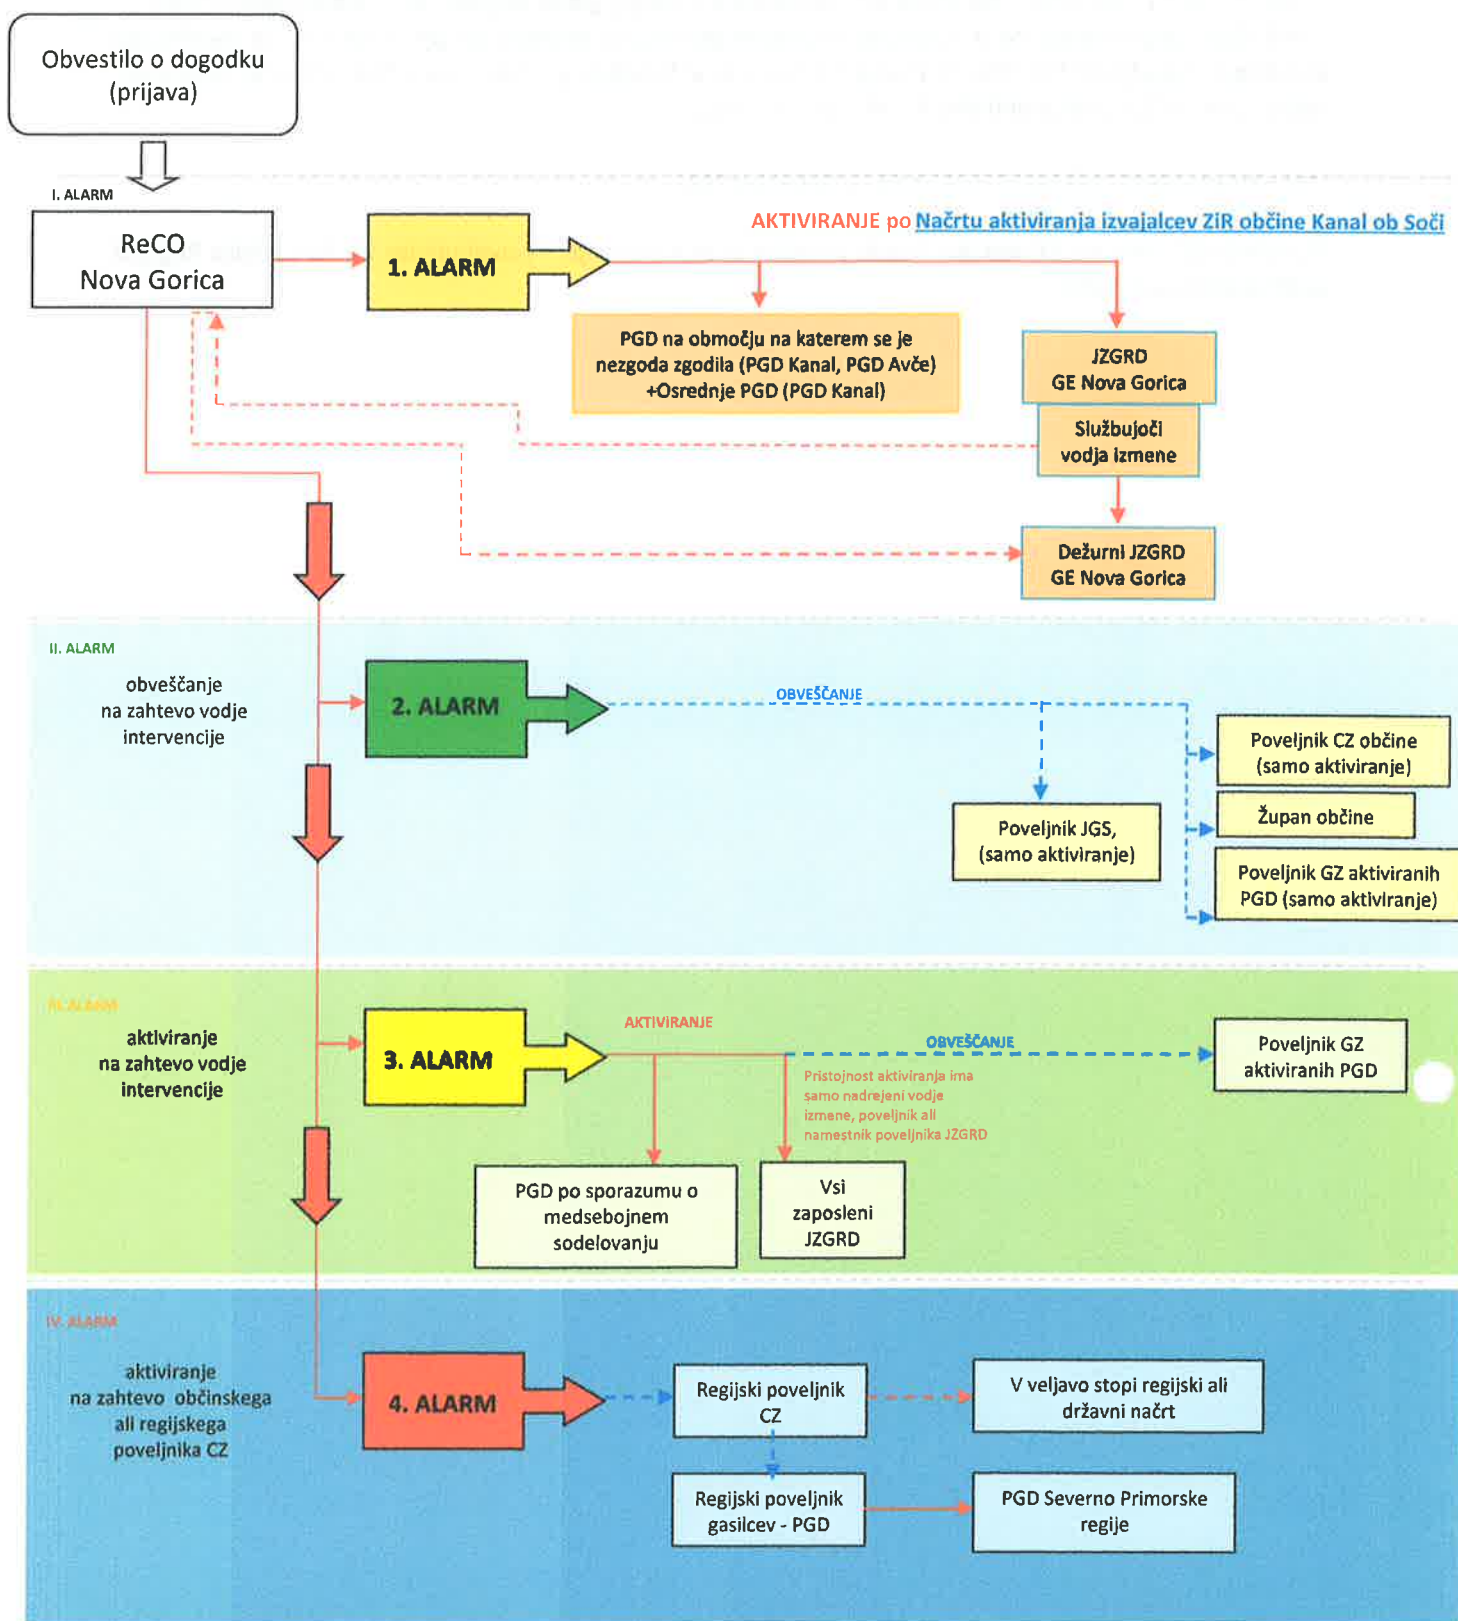 Obvestilo o dogodku
(prijava)
I. ALARM
ReCO
Nova Gorica
1. ALARM
AKTIVIRANJE po Načrtu aktiviranja izvajalcev ZiR občine Kanal ob Soči
PGD na območju na katerem se je
nezgoda zgodila (PGD Kanal, PGD Avče)
+Osrednje PGD (PGD Kanal)
JZGRD
GE Nova Gorica
Službujoči
vodja izmene
Dežurni JZGRD
GE Nova Gorica
II. ALARM
obveščanje
na zahtevo vodje
intervencije
2. ALARM
OBVEŠČANJE
Poveljnik CZ občine
(samo aktiviranje)
Poveljnik JGS,
(samo aktiviranje)
Župan občine
Poveljnik GZ aktiviranih
PGD (samo aktiviranje)
III. ALARM
aktiviranje
na zahtevo vodje
intervencije
3. ALARM
AKTIVIRANJE
OBVEŠČANJE
Poveljnik GZ
aktiviranih PGD
Pristojnost aktiviranja ima
samo nadrejeni vodje
izmene, poveljnik ali
namestnik poveljnika JZGRD
PGD po sporazumu o
medsebojnem
sodelovanju
Vsi
zaposleni
JZGRD
IV. ALARM
aktiviranje
na zahtevo občinskega
ali regijskega
poveljnika CZ
4. ALARM
Regijski poveljnik
CZ
V veljavo stopi regijski ali
državni načrt
Regijski poveljnik
gasilcev - PGD
PGD Severno Primorske
regije